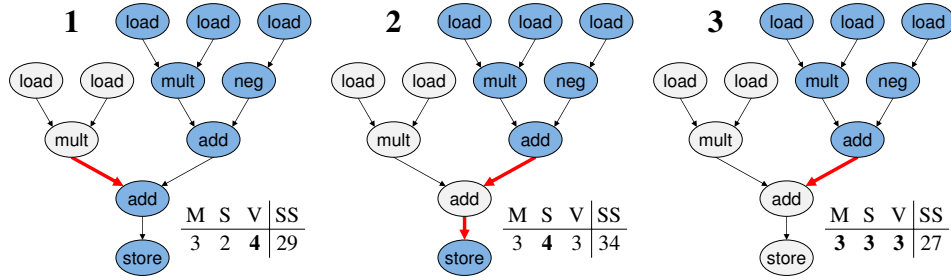 1 load load load
load load mult neg
mult add
add
M S V SS
3 2 4 29
store
2 load load load
load load mult neg
mult add
add
M S V SS
3 4 3 34
store
3 load load load
load load mult neg
mult add
add
M S V SS
3 3 3 27
store